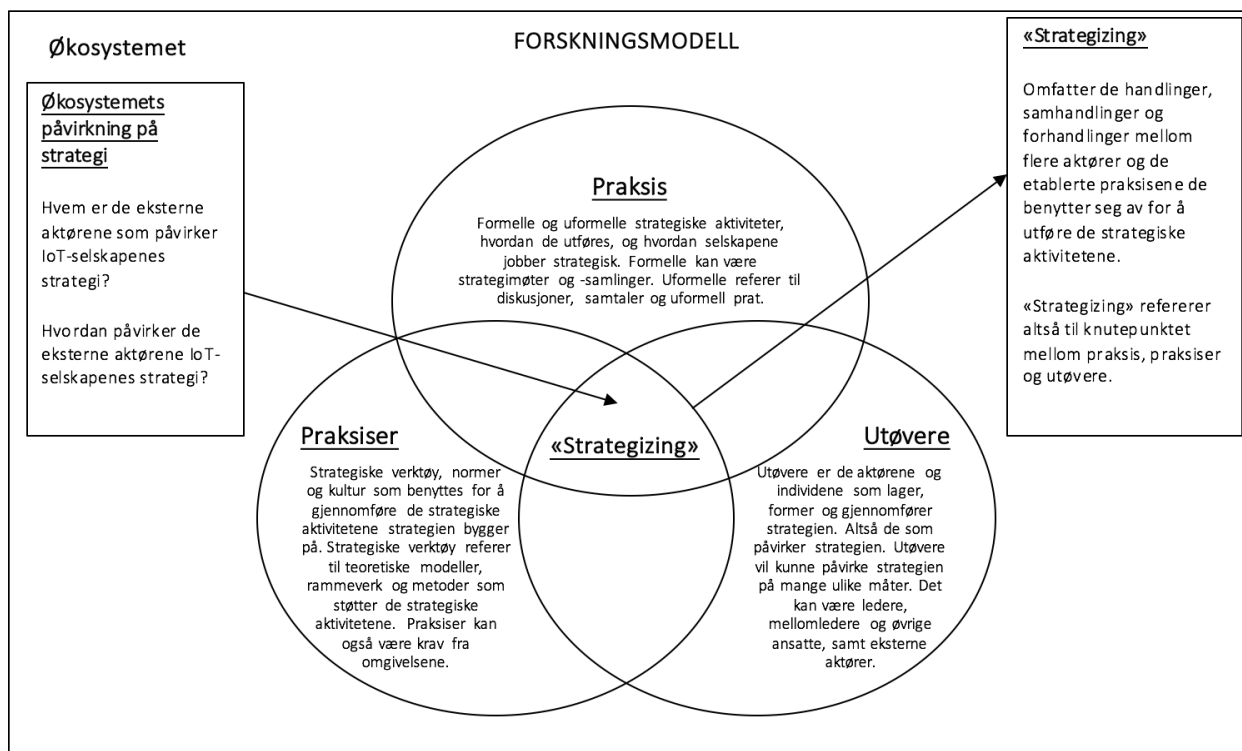 Økosystemet
FORSKNINGSMODELL
Økosystemets
påvirkning på
strategi
Hvem er de eksterne
aktørene som påvirker
IoT-selskapenes
strategi?
Hvordan påvirker de
eksterne aktørene IoT-
selskapenes strategi?
Praksis
Formelle og uformelle strategiske aktiviteter,
hvordan de utføres, og hvordan selskapene
jobber strategisk. Formelle kan være
strategimøter og -samlinger. Uformelle referer til
diskusjoner, samtaler og uformell prat.
Praksiser
Strategiske verktøy, normer
og kultur som benyttes for å
gjennomføre de strategiske
aktivitetene strategien bygger
på. Strategiske verktøy referer
til teoretiske modeller,
rammeverk og metoder som
støtter de strategiske
aktivitetene. Praksiser kan
også være krav fra
omgivelsene.
«Strategizing»
Utøvere
Utøvere er de aktørene og
individene som lager,
former og gjennomfører
strategien. Altså de som
påvirker strategien. Utøvere
vil kunne påvirke strategien
på mange ulike måter. Det
kan være ledere,
mellomledere og øvrige
ansatte, samt eksterne
aktører.
«Strategizing»
Omfatter de handlinger,
samhandlinger og
forhandlinger mellom
flere aktører og de
etablerte praksisene de
benytter seg av for å
utføre de strategiske
aktivitetene.
«Strategizing» refererer
altså til knutepunktet
mellom praksis, praksiser
og utøvere.